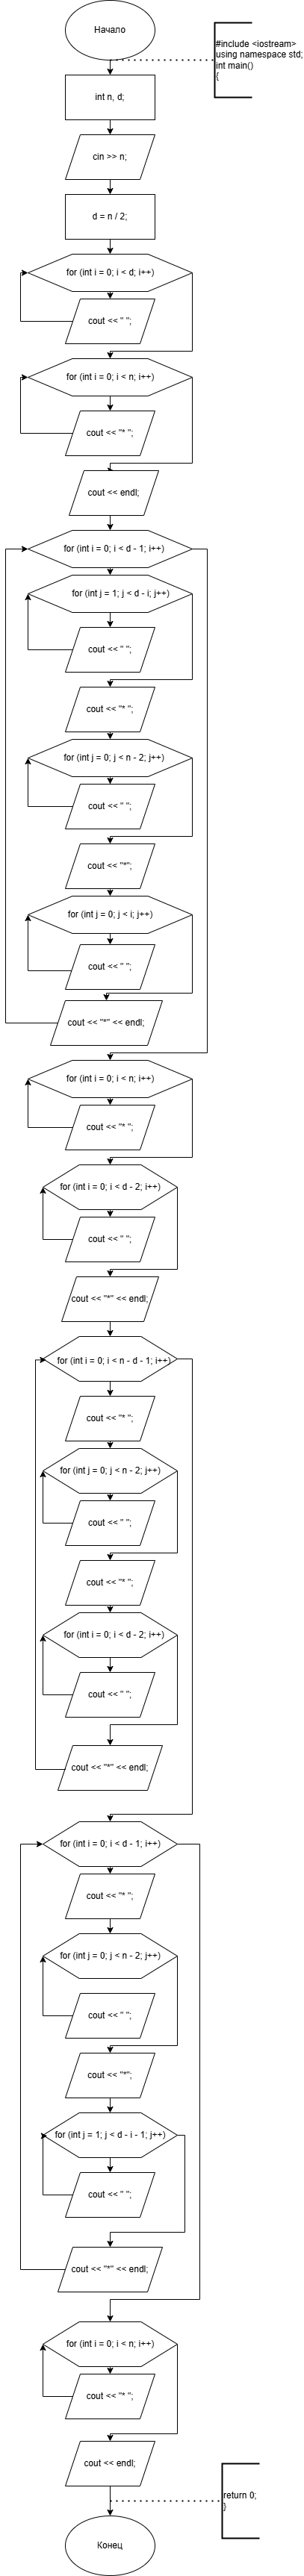 Начало
#include <iostream>
using namespace std;
int main()
{
int n, d;
cin >> n;
d = n / 2;
for (int i = 0; i < d; i++)
cout << " ";
for (int i = 0; i < n; i++)
cout << "* ";
cout << endl;
for (int i = 0; i < d - 1; i++)
for (int j = 1; j < d - i; j++)
cout << " ";
cout << "* ";
for (int j = 0; j < n - 2; j++)
cout << " ";
cout << "*";
for (int j = 0; j < i; j++)
cout << " ";
cout << "*" << endl;
for (int i = 0; i < n; i++)
cout << "* ";
for (int i = 0; i < d - 2; i++)
cout << " ";
cout << "*" << endl;
for (int i = 0; i < n - d - 1; i++)
cout << "* ";
for (int j = 0; j < n - 2; j++)
cout << " ";
cout << "* ";
for (int i = 0; i < d - 2; i++)
cout << " ";
cout << "*" << endl;
for (int i = 0; i < d - 1; i++)
cout << "* ";
for (int j = 0; j < n - 2; j++)
cout << " ";
cout << "*";
for (int j = 1; j < d - i - 1; j++)
cout << " ";
cout << "*" << endl;
for (int i = 0; i < n; i++)
cout << "* ";
cout << endl;
return 0;
}
Конец